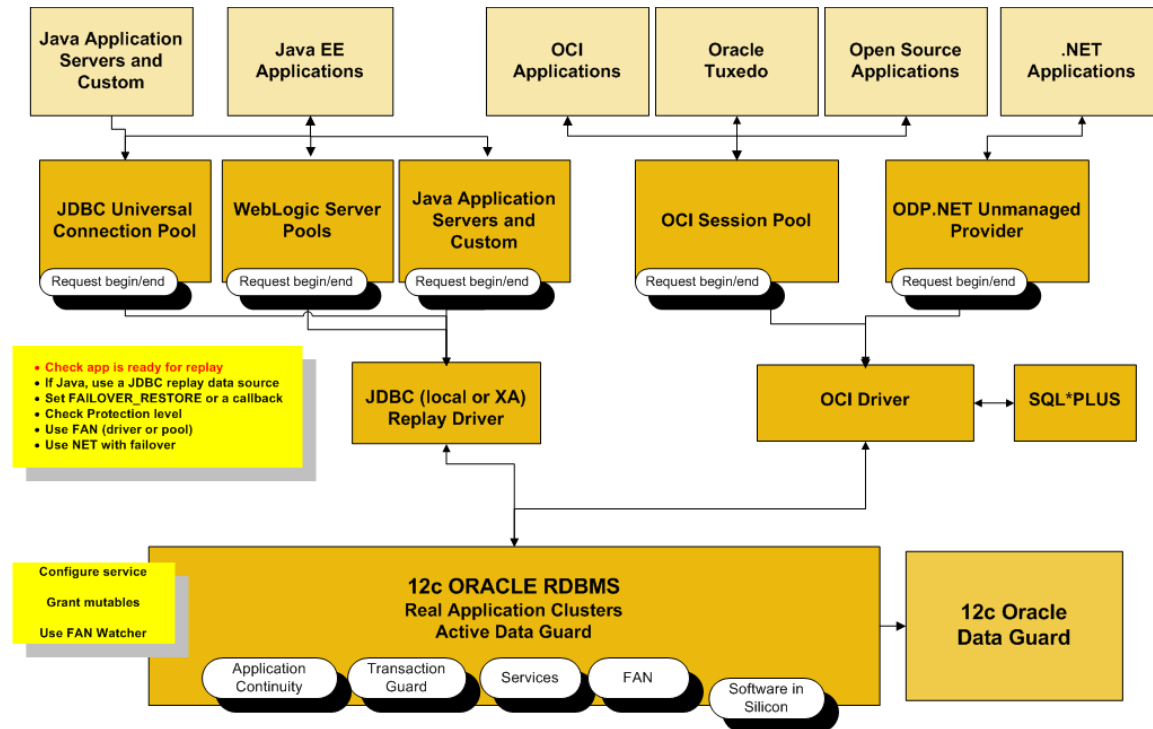 Java Application
Servers and
Custom
Java EE
Applications
OCI
Applications
Oracle
Tuxedo
Open Source
Applications
.NET
Applications
JDBC Universal
Connection Pool
Request begin/end
WebLogic Server
Pools
Request begin/end
Java Application
Servers and
Custom
Request begin/end
OCI Session Pool
Request begin/end
ODP.NET Unmanaged
Provider
Request begin/end
• Check app is ready for replay
• If Java, use a JDBC replay data source
• Set FAILOVER_RESTORE or a callback
• Check Protection level
• Use FAN (driver or pool)
• Use NET with failover
JDBC (local or XA)
Replay Driver
OCI Driver
SQL*PLUS
Configure service
Grant mutables
Use FAN Watcher
12c ORACLE RDBMS
Real Application Clusters
Active Data Guard
Application
Continuity
Transaction
Guard
Services
FAN
Software in
Silicon
12c Oracle
Data Guard